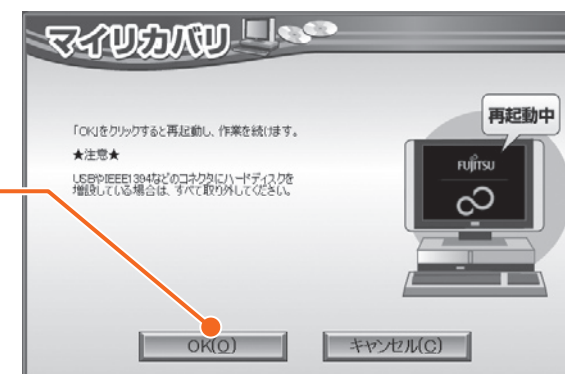 マイリカバリ
「OK」をクリックすると再起動し、作業を続けます。
★注意★
USBやIEEE1394などのコネクタにハードディスクを
増設している場合は、すべて取り外してください。
再起動中
FUJITSU
OK(O)
キャンセル(C)